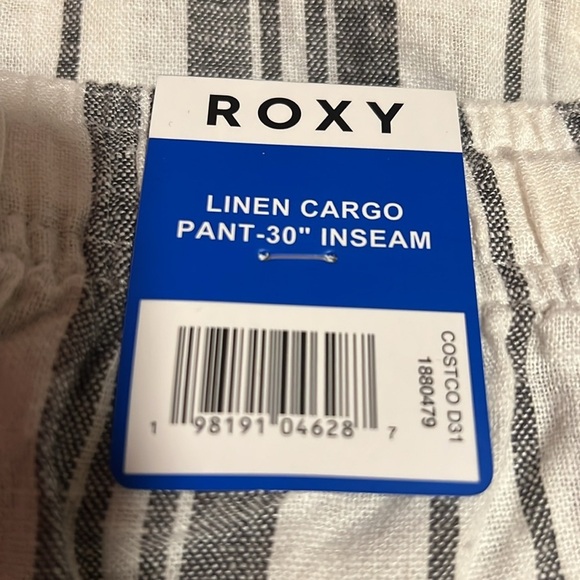 ROXY
LINEN CARGO
PANT-30" INSEAM
1 98191 04628 7
COSTCO D31
1880479